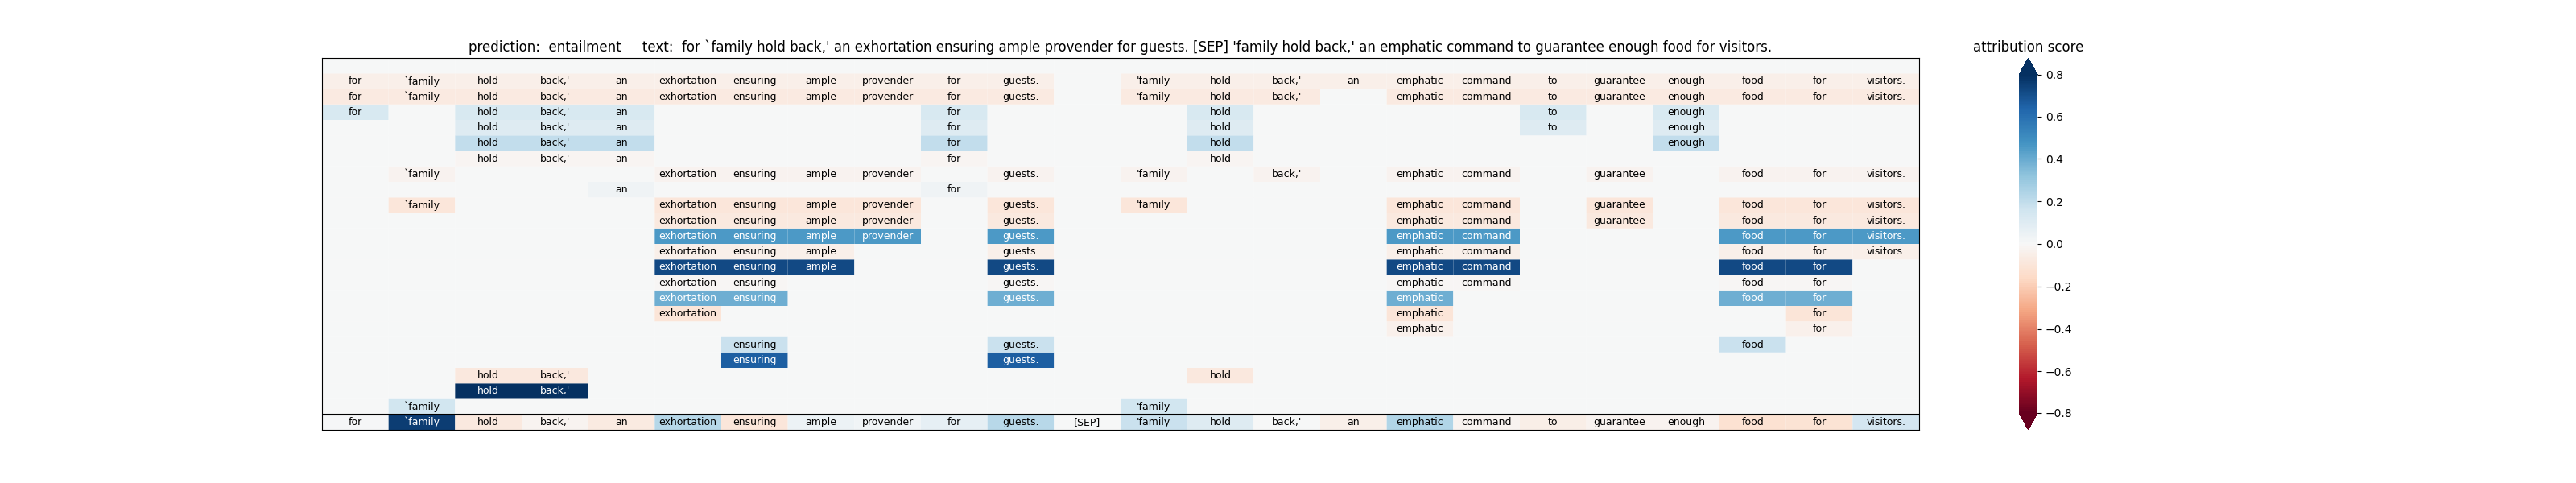 prediction:  entailment     text:  for `family hold back,' an exhortation ensuring ample provender for guests. [SEP] 'family hold back,' an emphatic command to guarantee enough food for visitors.
attribution score
for `family hold back,' an exhortation ensuring ample provender for guests. 'family hold back,' an emphatic command to guarantee enough food for visitors.
for `family hold back,' an exhortation ensuring ample provender for guests. 'family hold back,' emphatic command to guarantee enough food for visitors.
for hold back,' an for hold to enough
hold back,' an for hold to enough
hold back,' an for hold enough
hold back,' an for hold
`family exhortation ensuring ample provender guests. 'family back,' emphatic command guarantee food for visitors.
an for
`family exhortation ensuring ample provender guests. 'family emphatic command guarantee food for visitors.
exhortation ensuring ample provender guests. emphatic command guarantee food for visitors.
exhortation ensuring ample provender guests. emphatic command food for visitors.
exhortation ensuring ample guests. emphatic command food for visitors.
exhortation ensuring ample guests. emphatic command food for
exhortation ensuring guests. emphatic command food for
exhortation ensuring guests. emphatic food for
exhortation emphatic for
emphatic for
ensuring guests. food
ensuring guests.
hold back,' hold
hold back,'
`family 'family
for `family hold back,' an exhortation ensuring ample provender for guests. [SEP] 'family hold back,' an emphatic command to guarantee enough food for visitors.
0.8
0.6
0.4
0.2
0.0
−0.2
−0.4
−0.6
−0.8